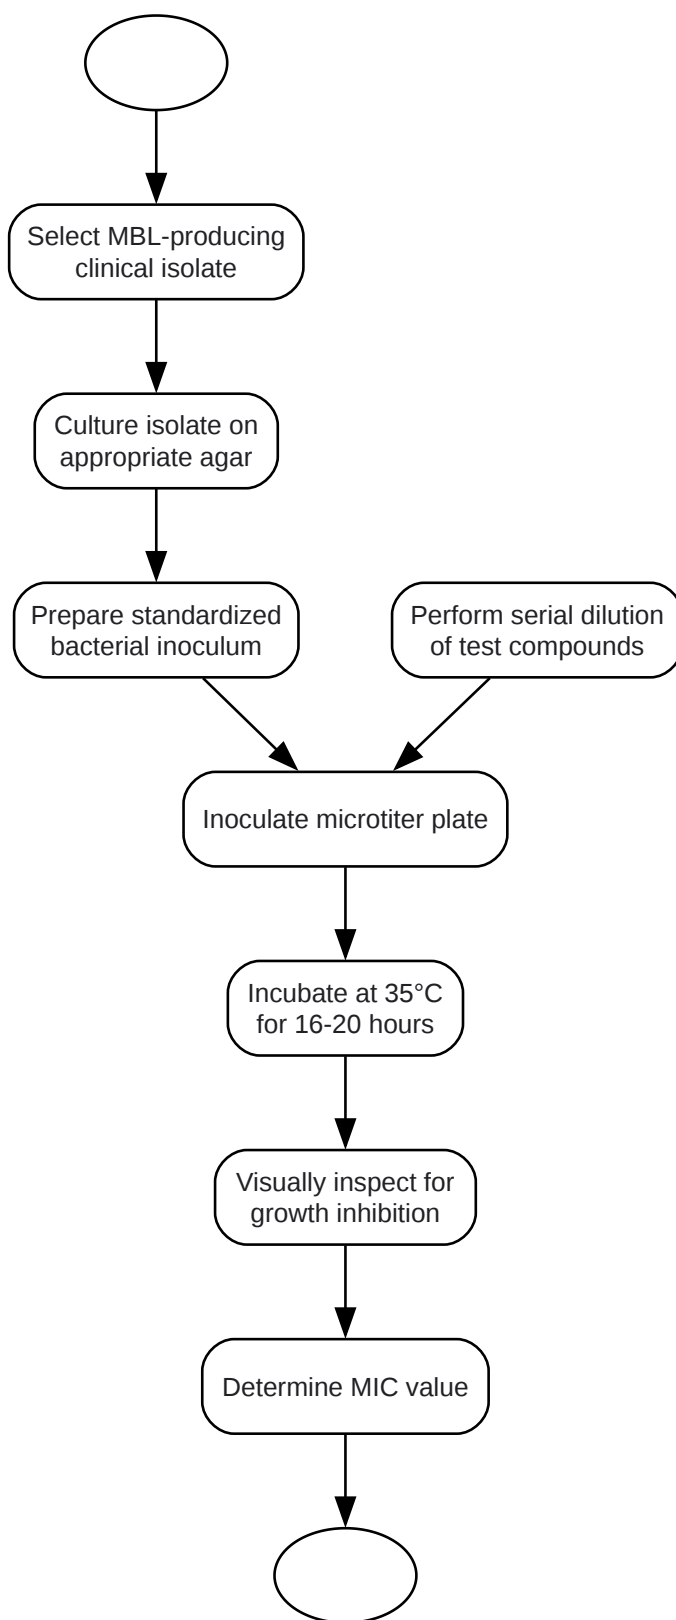 Select MBL-producing
clinical isolate
Culture isolate on
appropriate agar
Prepare standardized
bacterial inoculum
Perform serial dilution
of test compounds
Inoculate microtiter plate
Incubate at 35°C
for 16-20 hours
Visually inspect for
growth inhibition
Determine MIC value